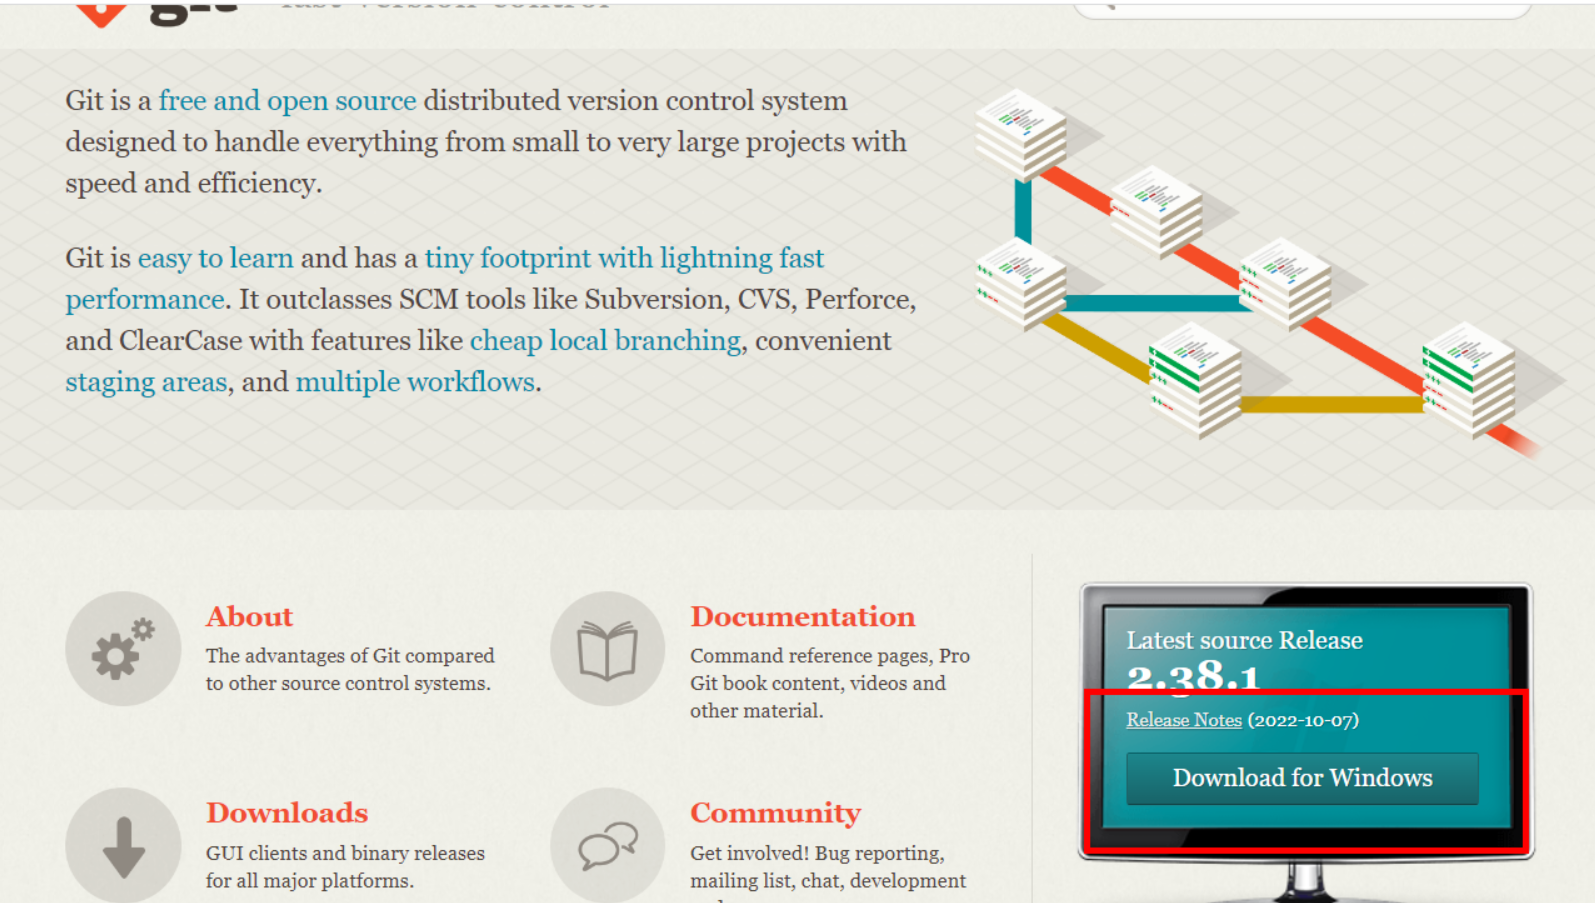 git
fast-version-control
Git is a free and open source distributed version control system
designed to handle everything from small to very large projects with
speed and efficiency.
Git is easy to learn and has a tiny footprint with lightning fast
performance. It outclasses SCM tools like Subversion, CVS, Perforce,
and ClearCase with features like cheap local branching, convenient
staging areas, and multiple workflows.
About
The advantages of Git compared
to other source control systems.
Documentation
Command reference pages, Pro
Git book content, videos and
other material.
Downloads
GUI clients and binary releases
for all major platforms.
Community
Get involved! Bug reporting,
mailing list, chat, development
Latest source Release
2.38.1
Release Notes (2022-10-07)
Download for Windows